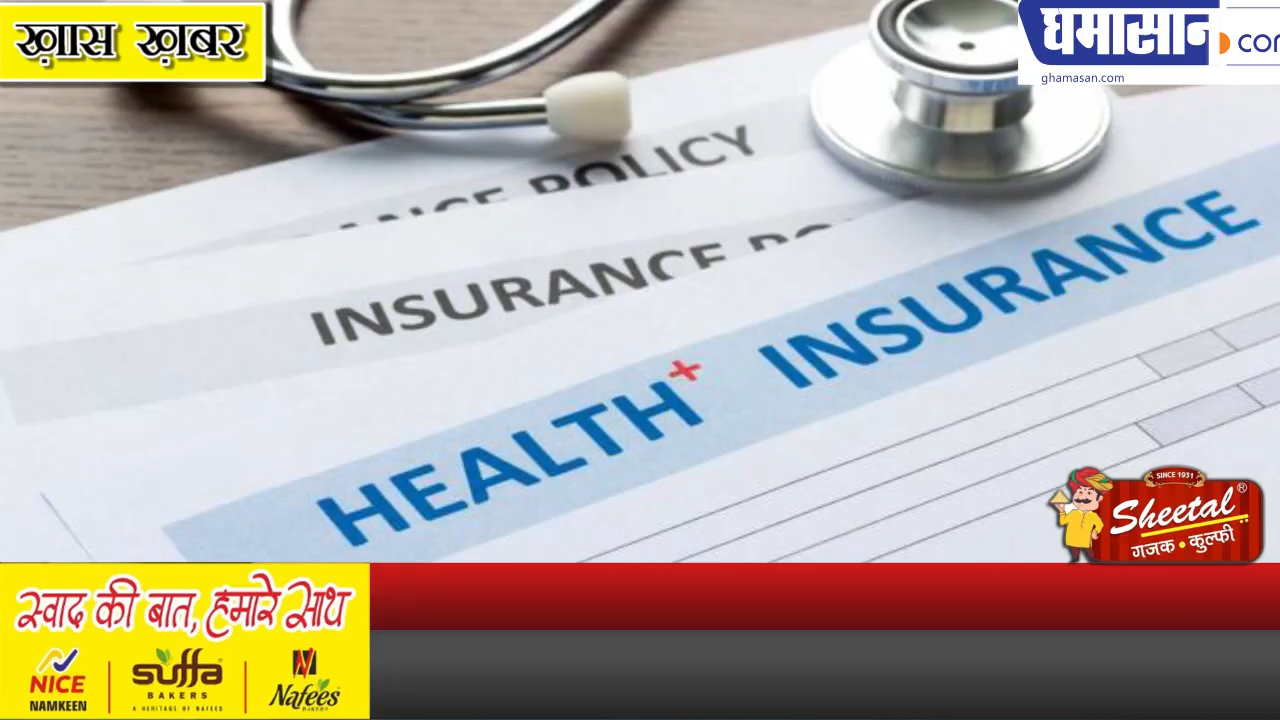 ख़ास ख़बर
घमासान
ghamasan.com
POLICY
INSURANCE
HEALTH+ INSURANCE
SINCE 1931
Sheetal®
गजक • कुल्फी
स्वाद की बात, हमारे साथ
NICE
NAMKEEN
suffa
BAKERS
A HERITAGE OF NAFEES
Nafees
BAKERY